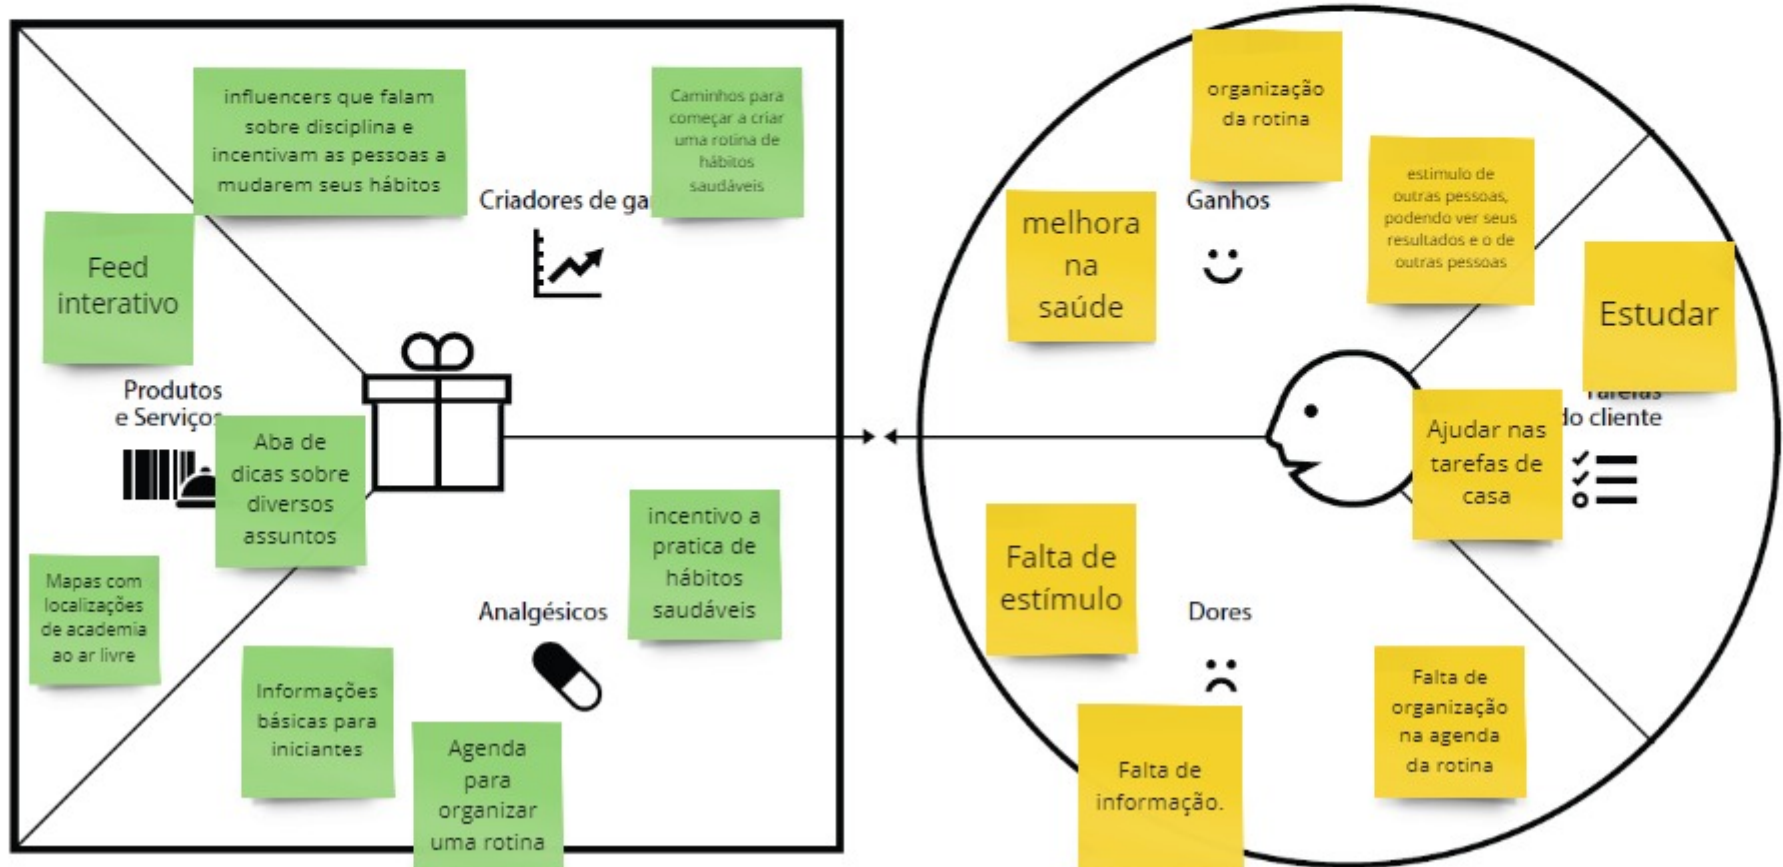 influencers que falam
sobre disciplina e
incentivam as pessoas a
mudarem seus hábitos
Caminhos para
começar a criar
uma rotina de
hábitos
saudáveis
Criadores de ga
Feed
interativo
Produtos
e Serviços
Aba de
dicas sobre
diversos
assuntos
Mapas com
localizações
de academia
ao ar livre
incentivo a
pratica de
hábitos
saudáveis
Analgésicos
Informações
básicas para
iniciantes
Agenda
para
organizar
uma rotina
organização
da rotina
melhora
na
saúde
Ganhos
estimulo de
outras pessoas,
podendo ver seus
resultados e o de
outras pessoas
Estudar
Tarefas
do cliente
Ajudar nas
tarefas de
casa
Falta de
estímulo
Dores
Falta de
informação.
Falta de
organização
na agenda
da rotina